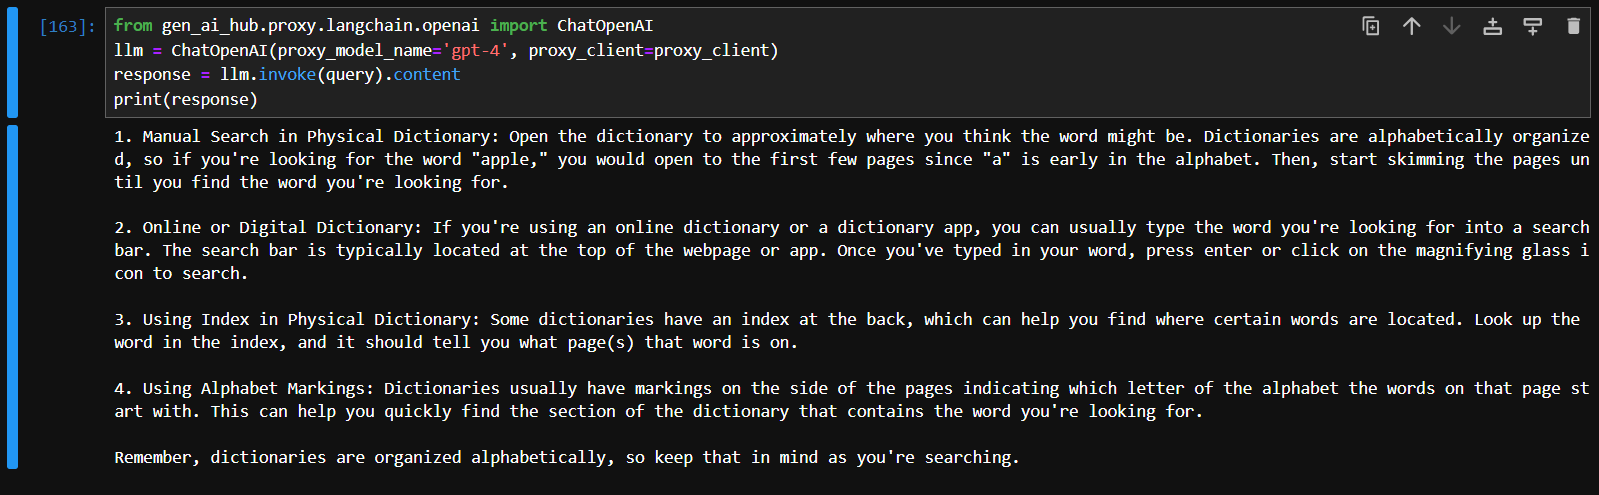 [163]: from gen_ai_hub.proxy.langchain.openai import ChatOpenAI
llm = ChatOpenAI(proxy_model_name='gpt-4', proxy_client=proxy_client)
response = llm.invoke(query).content
print(response)
1. Manual Search in Physical Dictionary: Open the dictionary to approximately where you think the word might be. Dictionaries are alphabetically organize
d, so if you're looking for the word "apple," you would open to the first few pages since "a" is early in the alphabet. Then, start skimming the pages un
til you find the word you're looking for.
2. Online or Digital Dictionary: If you're using an online dictionary or a dictionary app, you can usually type the word you're looking for into a search
bar. The search bar is typically located at the top of the webpage or app. Once you've typed in your word, press enter or click on the magnifying glass i
con to search.
3. Using Index in Physical Dictionary: Some dictionaries have an index at the back, which can help you find where certain words are located. Look up the
word in the index, and it should tell you what page(s) that word is on.
4. Using Alphabet Markings: Dictionaries usually have markings on the side of the pages indicating which letter of the alphabet the words on that page st
art with. This can help you quickly find the section of the dictionary that contains the word you're looking for.
Remember, dictionaries are organized alphabetically, so keep that in mind as you're searching.